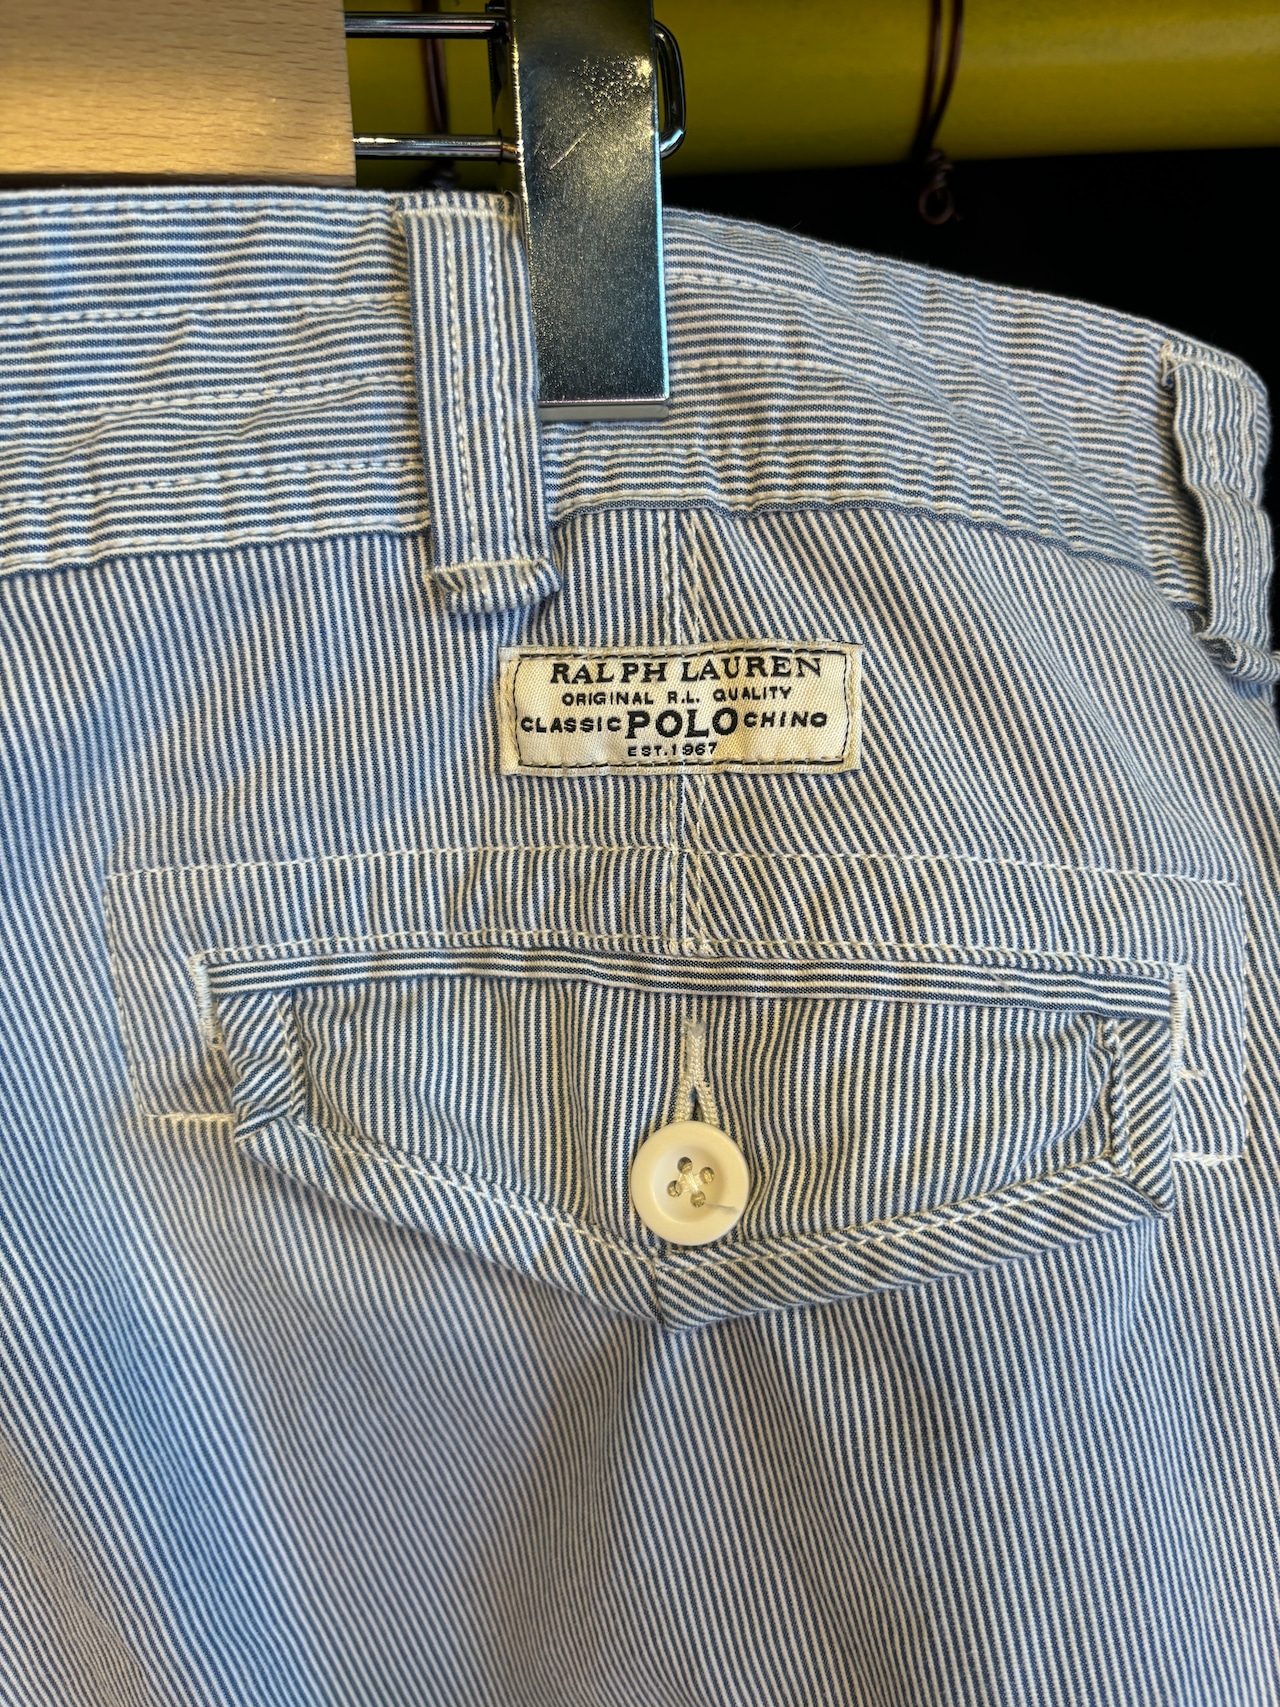 RALPH LAUREN
ORIGINAL R.L. QUALITY
CLASSIC POLO CHINO
EST. 1967